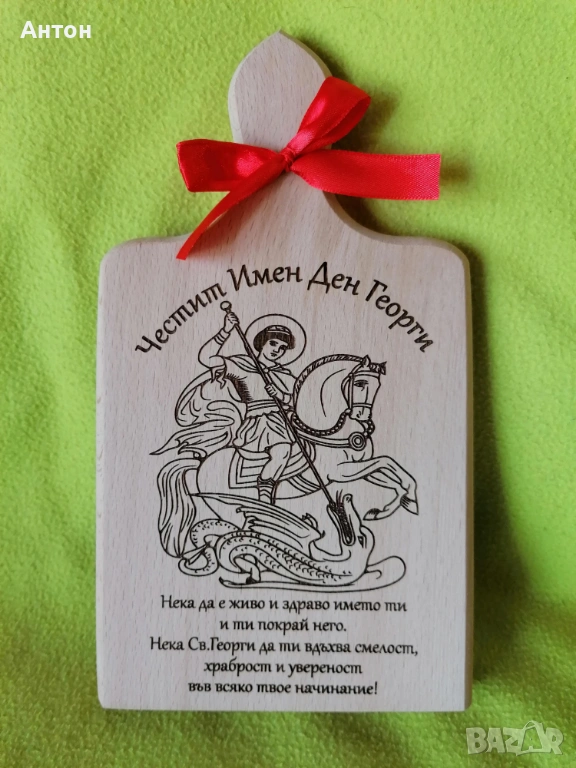 Антон
Честит Имен Ден Георги
Нека да е живо и здраво името ти
и ти покрай него.
Нека Св.Георги да ти вдъхва смелост,
храброст и увереност
във всяко твое начинание!
BAZAR